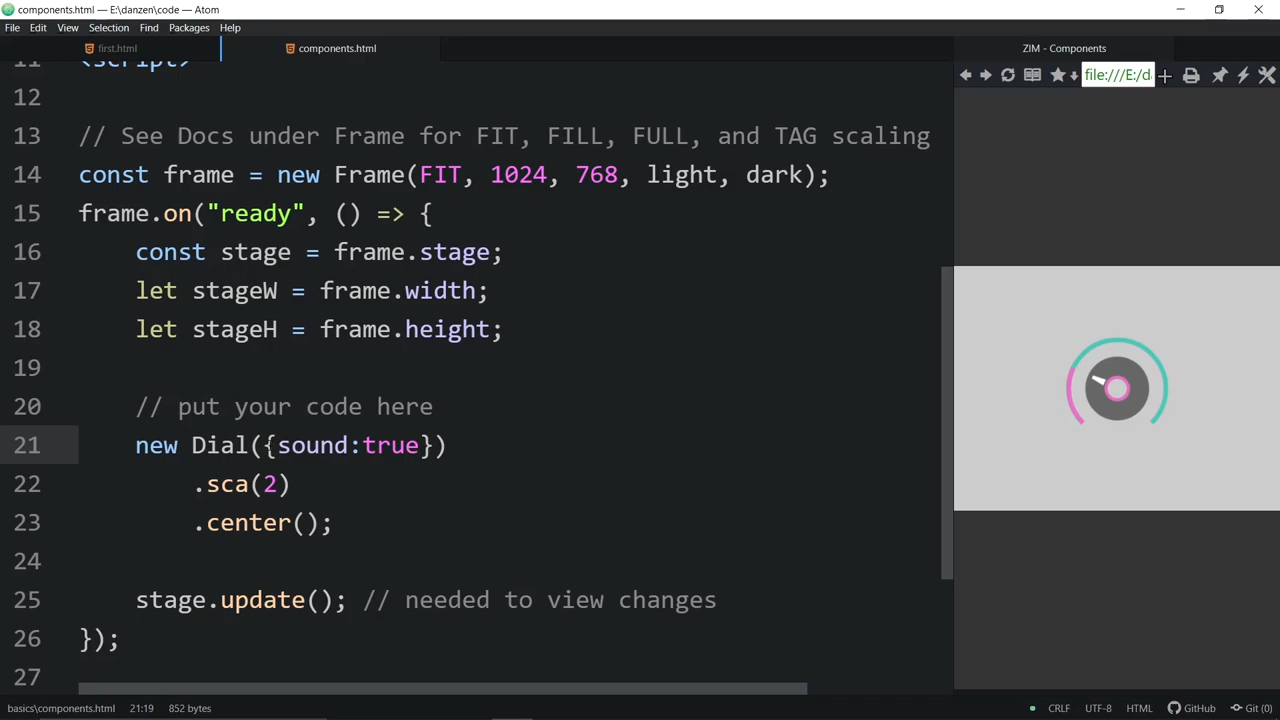 components.html — E:\danzen\code — Atom
File Edit View Selection Find Packages Help
first.html components.html ZIM - Components
file:///E:/d
11 <script>
12
13 // See Docs under Frame for FIT, FILL, FULL, and TAG scaling
14 const frame = new Frame(FIT, 1024, 768, light, dark);
15 frame.on("ready", () => {
16 const stage = frame.stage;
17 let stageW = frame.width;
18 let stageH = frame.height;
19
20 // put your code here
21 new Dial({sound:true})
22 .sca(2)
23 .center();
24
25 stage.update(); // needed to view changes
26 });
27
basics\components.html 21:19 852 bytes CRLF UTF-8 HTML GitHub Git (0)